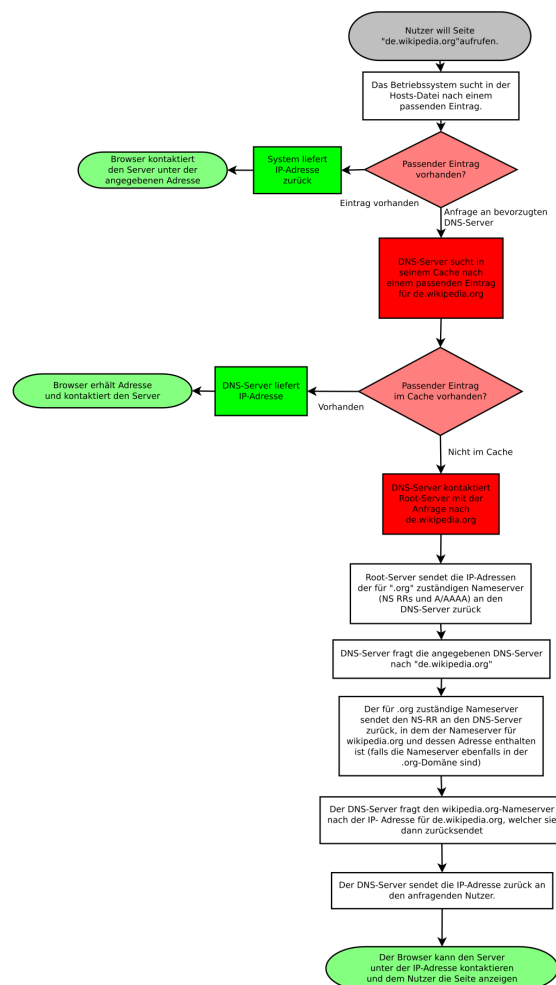 Nutzer will Seite
"de.wikipedia.org"aufrufen.
Das Betriebssystem sucht in der
Hosts-Datei nach einem
passenden Eintrag.
Passender Eintrag
vorhanden?
Eintrag vorhanden
System liefert
IP-Adresse
zurück
Browser kontaktiert
den Server unter der
angegebenen Adresse
Anfrage an bevorzugten
DNS-Server
DNS-Server sucht in
seinem Cache nach
einem passenden Eintrag
für de.wikipedia.org
Passender Eintrag
im Cache vorhanden?
Vorhanden
DNS-Server liefert
IP-Adresse
Browser erhält Adresse
und kontaktiert den Server
Nicht im Cache
DNS-Server kontaktiert
Root-Server mit der
Anfrage nach
de.wikipedia.org
Root-Server sendet die IP-Adressen
der für ".org" zuständigen Nameserver
(NS RRs und A/AAAA) an den
DNS-Server zurück
DNS-Server fragt die angegebenen DNS-Server
nach "de.wikipedia.org"
Der für .org zuständige Nameserver
sendet den NS-RR an den DNS-Server
zurück, in dem der Nameserver für
wikipedia.org und dessen Adresse enthalten
ist (falls die Nameserver ebenfalls in der
.org-Domäne sind)
Der DNS-Server fragt den wikipedia.org-Nameserver
nach der IP- Adresse für de.wikipedia.org, welcher sie
dann zurücksendet
Der DNS-Server sendet die IP-Adresse zurück an
den anfragenden Nutzer.
Der Browser kann den Server
unter der IP-Adresse kontaktieren
und dem Nutzer die Seite anzeigen